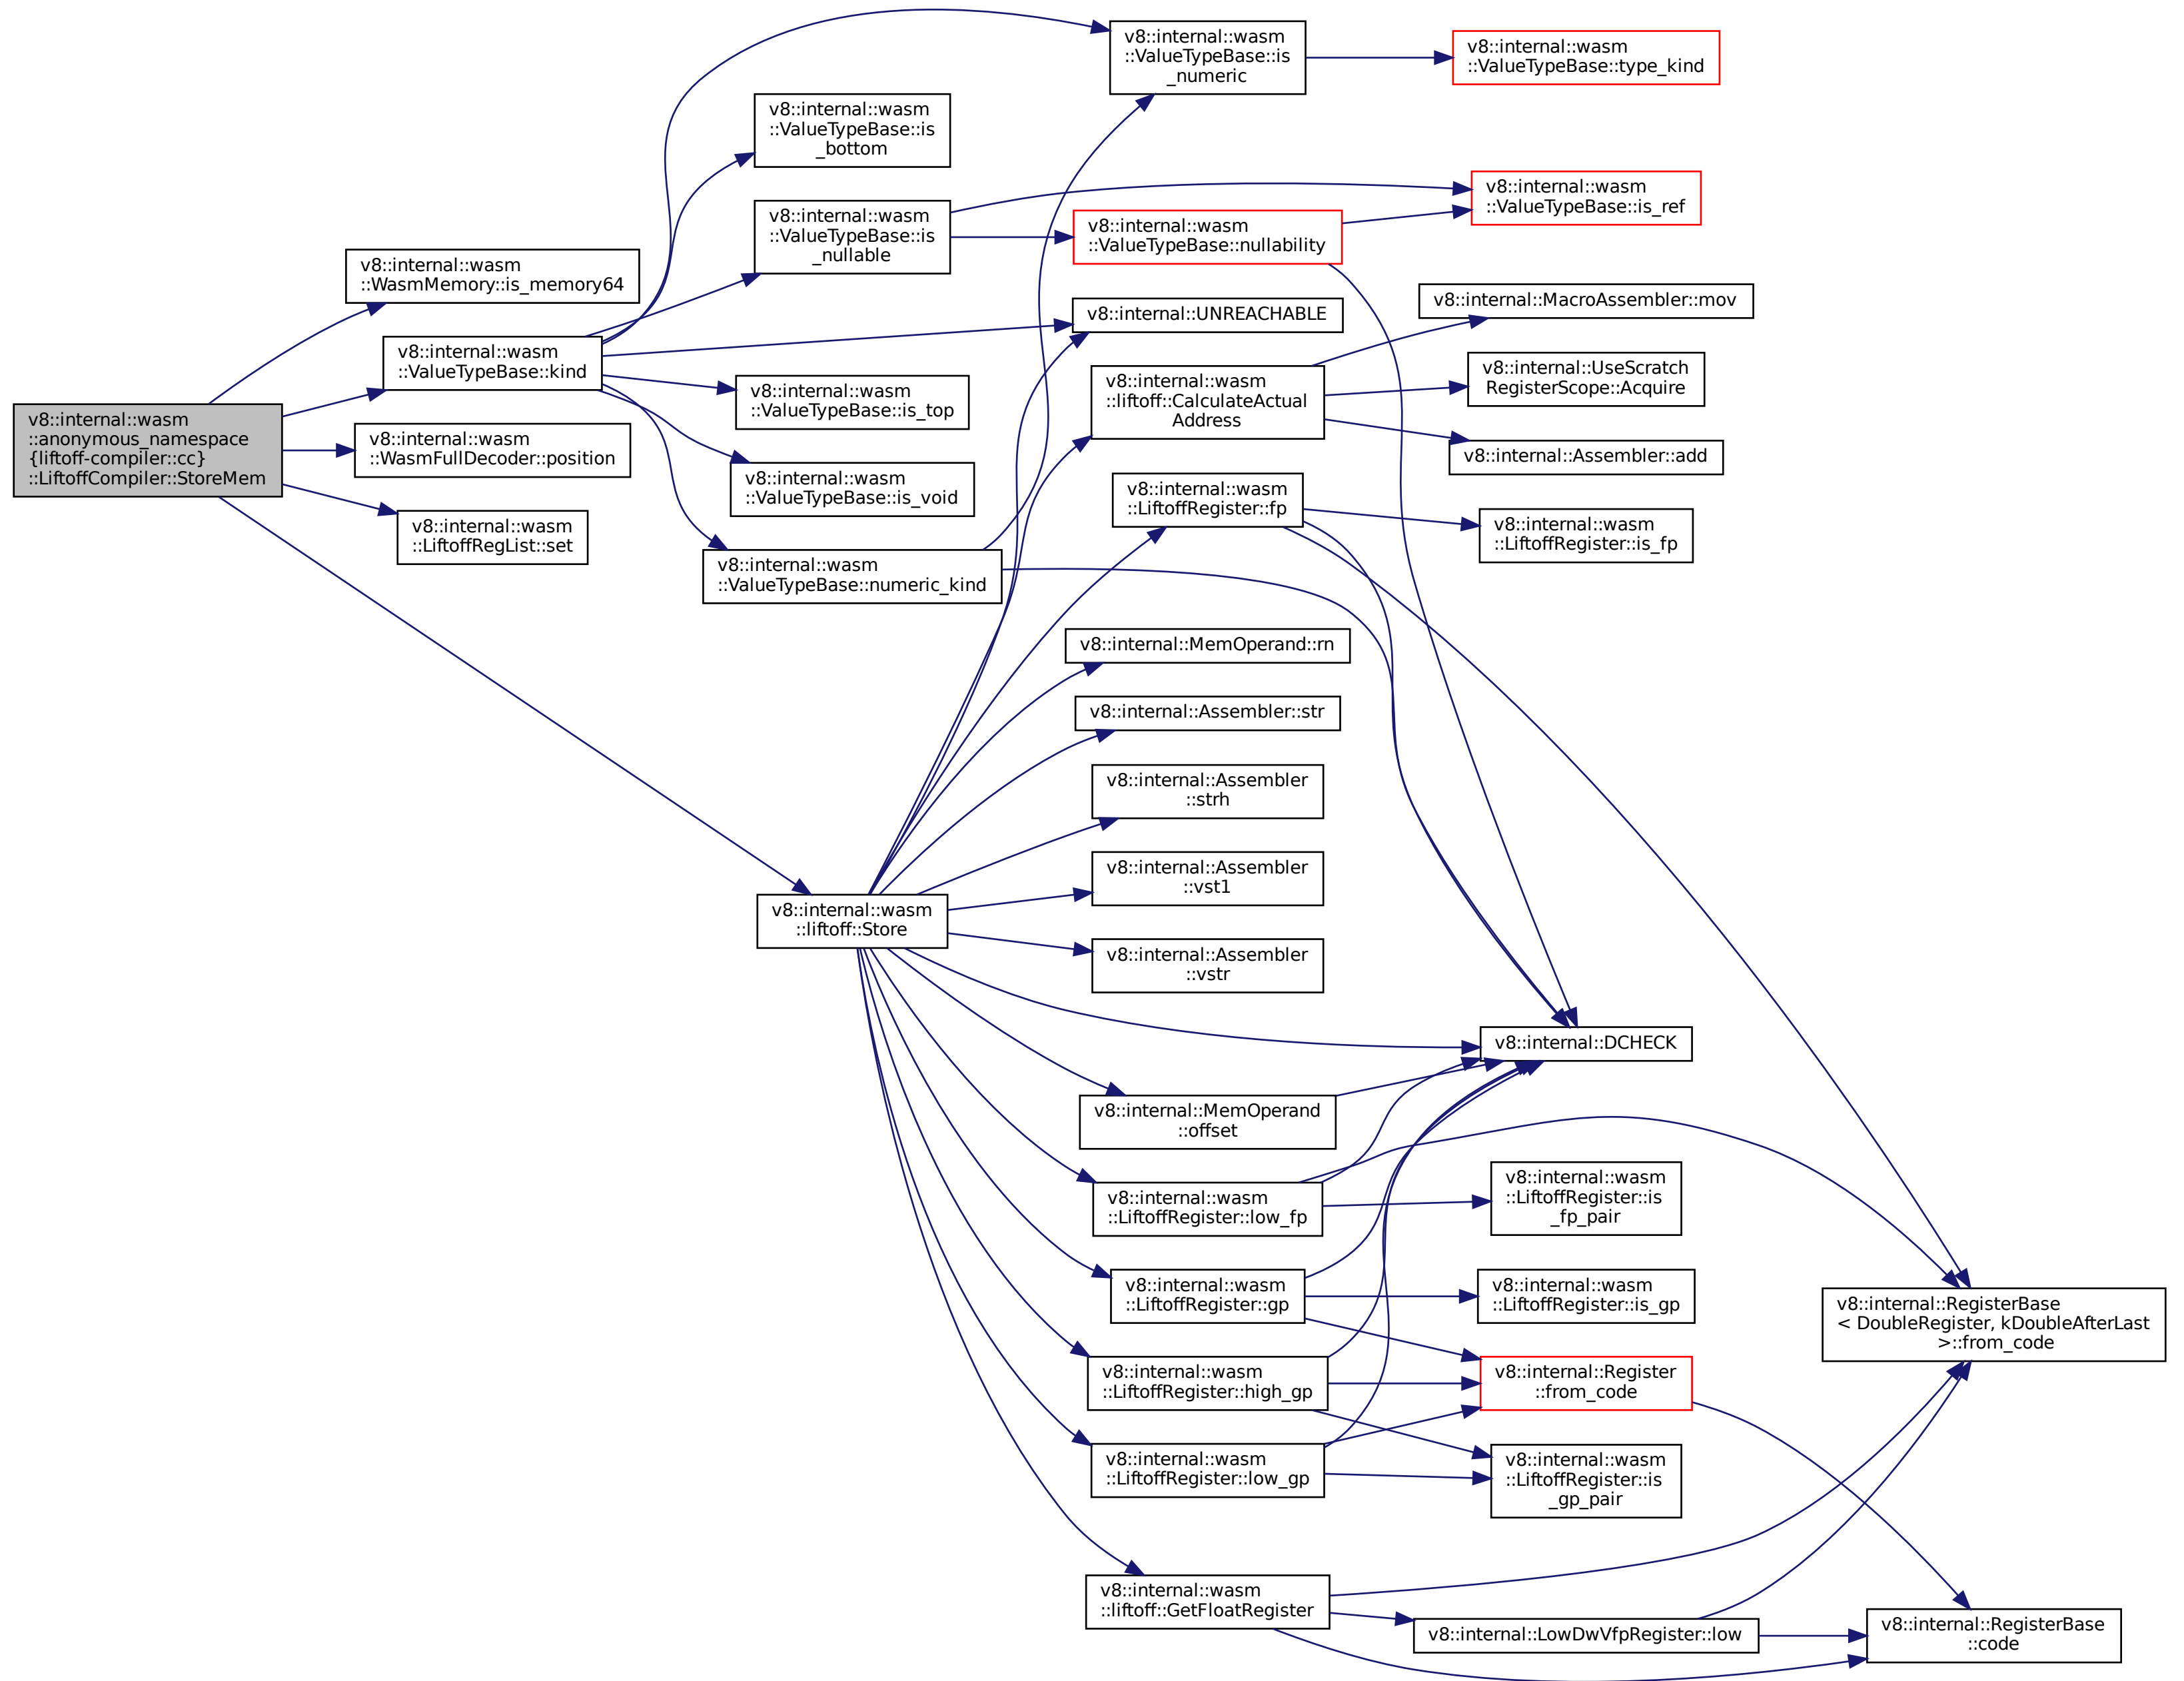 v8::internal::wasm
::anonymous_namespace
{liftoff-compiler::cc}
::LiftoffCompiler::StoreMem
v8::internal::wasm
::WasmMemory::is_memory64
v8::internal::wasm
::ValueTypeBase::kind
v8::internal::wasm
::WasmFullDecoder::position
v8::internal::wasm
::LiftoffRegList::set
v8::internal::wasm
::ValueTypeBase::is
_bottom
v8::internal::wasm
::ValueTypeBase::is
_nullable
v8::internal::wasm
::ValueTypeBase::is_top
v8::internal::wasm
::ValueTypeBase::is_void
v8::internal::wasm
::ValueTypeBase::numeric_kind
v8::internal::wasm
::liftoff::Store
v8::internal::wasm
::ValueTypeBase::is
_numeric
v8::internal::wasm
::ValueTypeBase::nullability
v8::internal::UNREACHABLE
v8::internal::wasm
::liftoff::CalculateActual
Address
v8::internal::wasm
::LiftoffRegister::fp
v8::internal::MemOperand::rn
v8::internal::Assembler::str
v8::internal::Assembler
::strh
v8::internal::Assembler
::vst1
v8::internal::Assembler
::vstr
v8::internal::MemOperand
::offset
v8::internal::wasm
::LiftoffRegister::low_fp
v8::internal::wasm
::LiftoffRegister::gp
v8::internal::wasm
::LiftoffRegister::high_gp
v8::internal::wasm
::LiftoffRegister::low_gp
v8::internal::wasm
::liftoff::GetFloatRegister
v8::internal::wasm
::ValueTypeBase::type_kind
v8::internal::wasm
::ValueTypeBase::is_ref
v8::internal::MacroAssembler::mov
v8::internal::UseScratch
RegisterScope::Acquire
v8::internal::Assembler::add
v8::internal::wasm
::LiftoffRegister::is_fp
v8::internal::DCHECK
v8::internal::wasm
::LiftoffRegister::is
_fp_pair
v8::internal::wasm
::LiftoffRegister::is_gp
v8::internal::Register
::from_code
v8::internal::wasm
::LiftoffRegister::is
_gp_pair
v8::internal::LowDwVfpRegister::low
v8::internal::RegisterBase
< DoubleRegister, kDoubleAfterLast
>::from_code
v8::internal::RegisterBase
::code